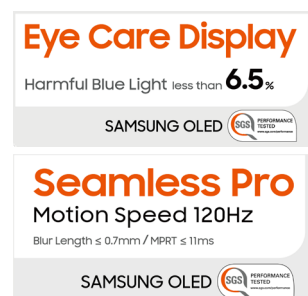 Eye Care Display
Harmful Blue Light less than 6.5%
SAMSUNG OLED SGS PERFORMANCE TESTED
Seamless Pro
Motion Speed 120Hz
Blur Length ≤ 0.7mm / MPRT ≤ 11ms
SAMSUNG OLED SGS PERFORMANCE TESTED